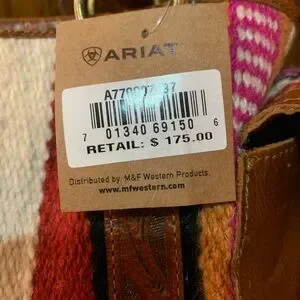 ARIAT
7 01340 69150 6
RETAIL: $ 175.00
Distributed by M&F Western Products.
www.mfwestern.com